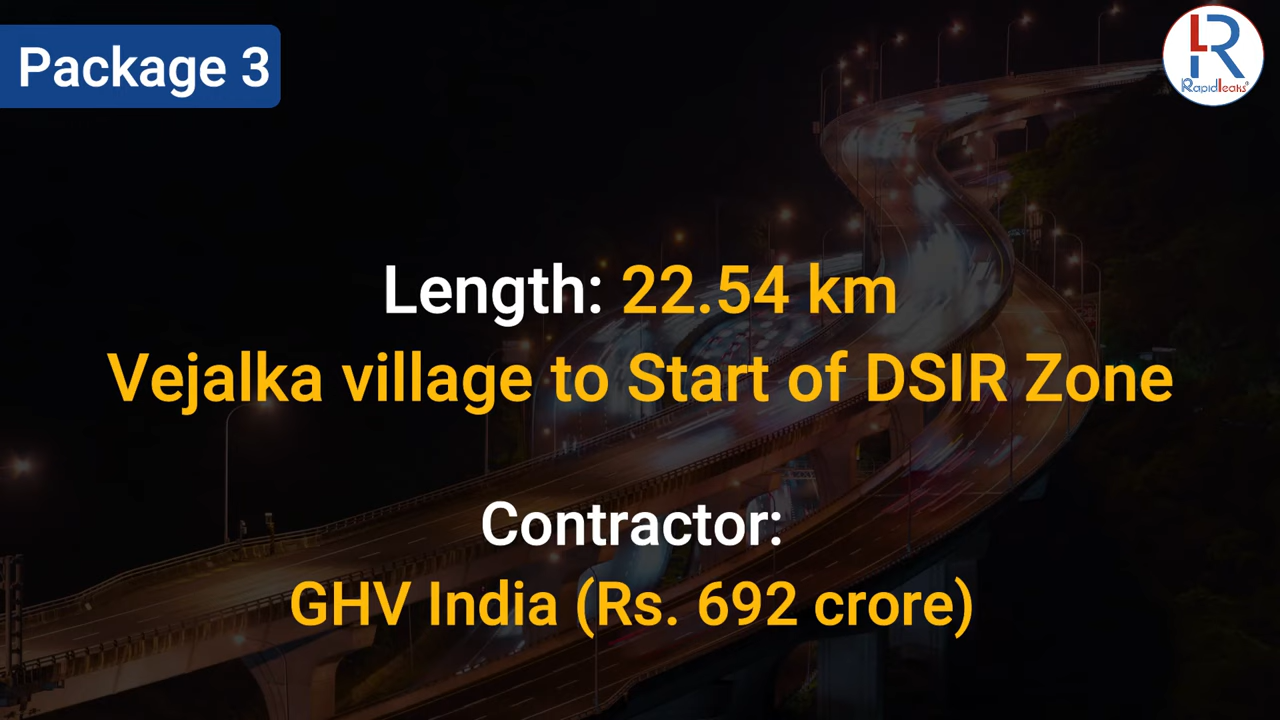 Package 3
Rapidleaks
Length: 22.54 km
Vejalka village to Start of DSIR Zone
Contractor:
GHV India (Rs. 692 crore)